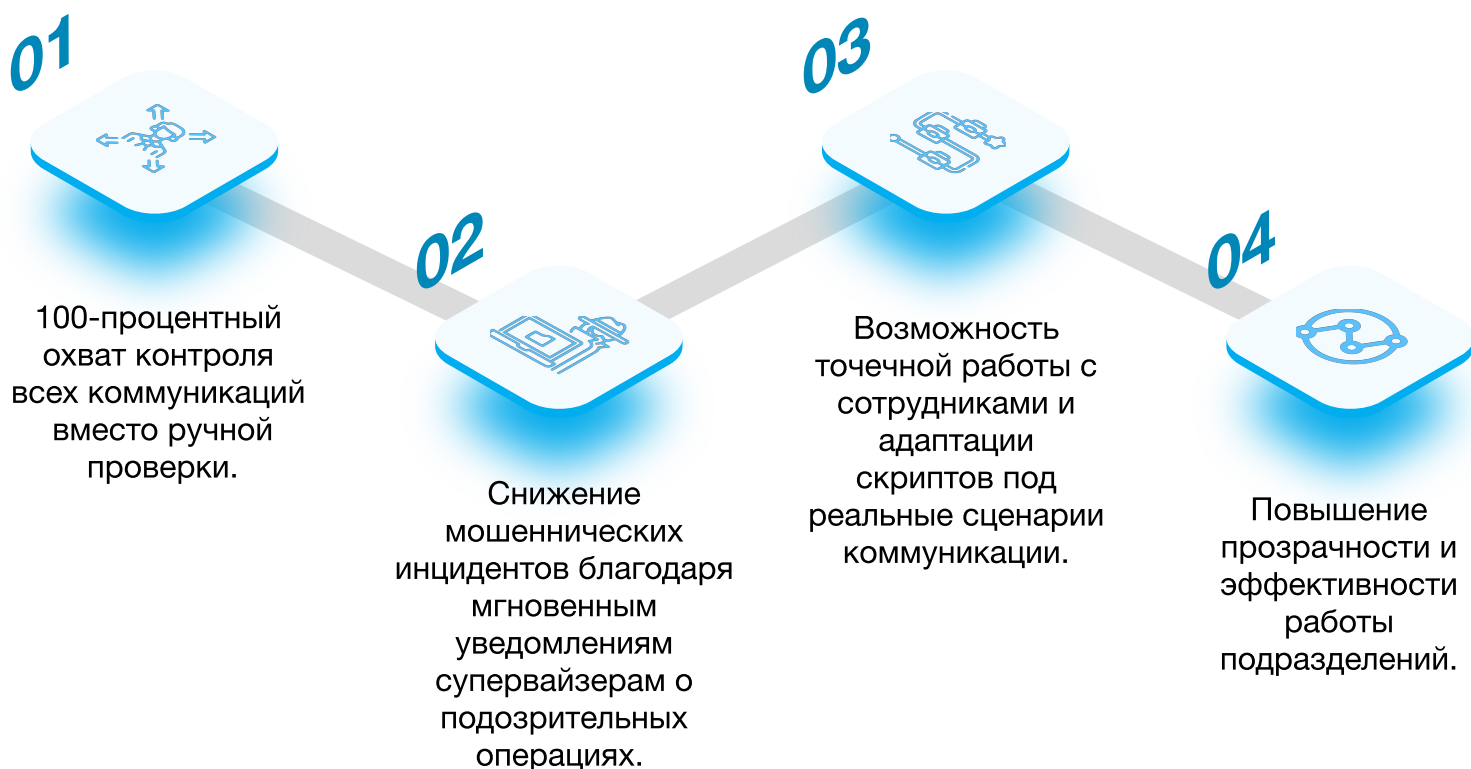 01
100-процентный
охват контроля
всех коммуникаций
вместо ручной
проверки.
02
Снижение
мошеннических
инцидентов благодаря
мгновенным
уведомлениям
супервайзерам о
подозрительных
операциях.
03
Возможность
точечной работы с
сотрудниками и
адаптации
скриптов под
реальные сценарии
коммуникации.
04
Повышение
прозрачности и
эффективности
работы
подразделений.